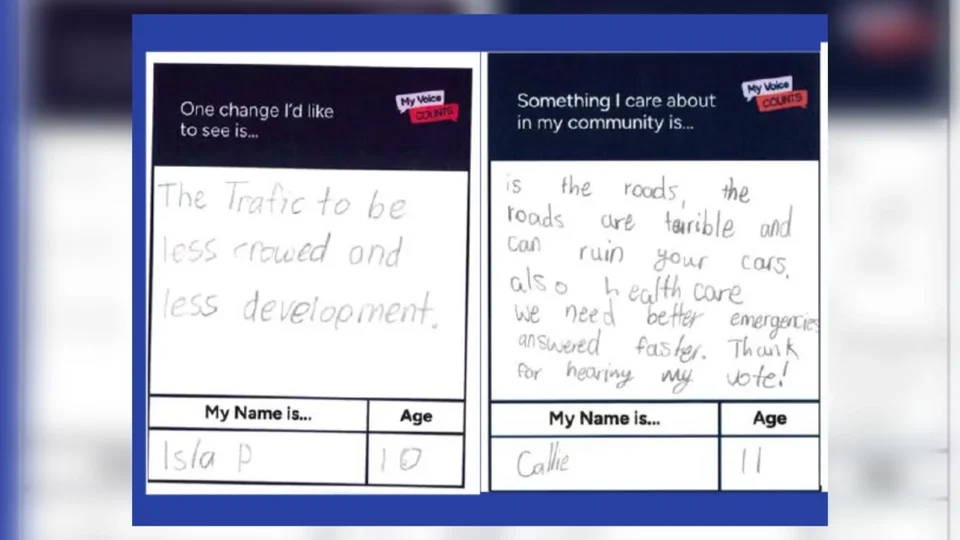 One change I'd like
to see is...
My Voice
COUNTS
The Trafic to be
less crowed and
less development.
My Name is...
Age
Isla P
10
Something I care about
in my community is...
My Voice
COUNTS
is the roads, the
roads are terrible and
can ruin your cars.
also health care
we need better emergencies
answered faster. Thank
for hearing my vote!
My Name is...
Age
Callie
11